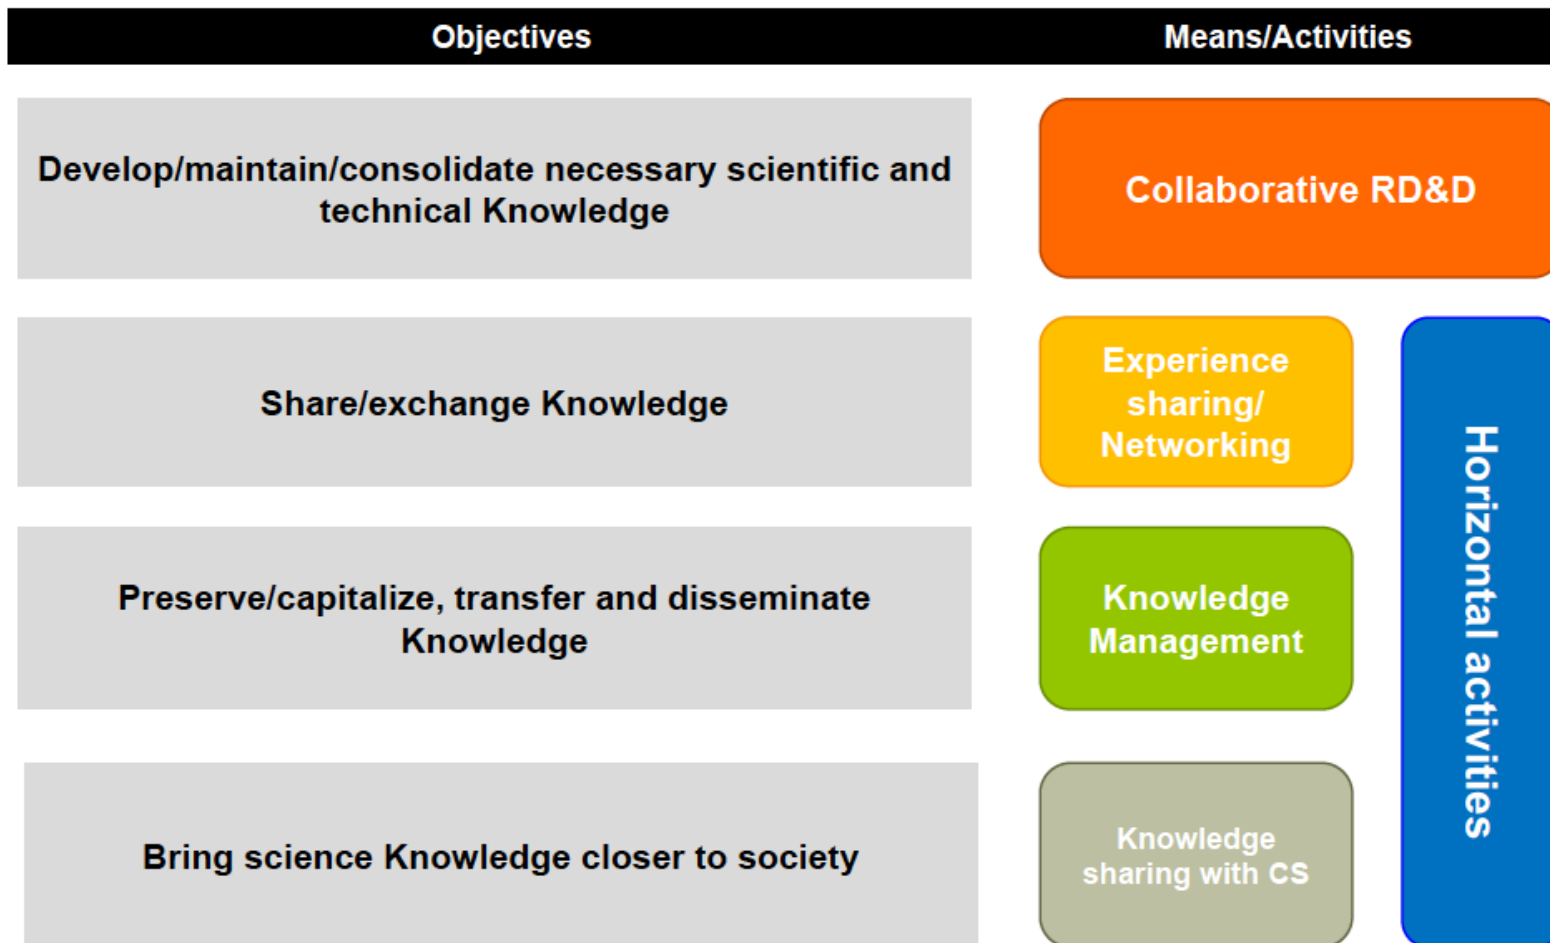 Objectives
Means/Activities
Develop/maintain/consolidate necessary scientific and
technical Knowledge
Collaborative RD&D
Share/exchange Knowledge
Experience
sharing/
Networking
Preserve/capitalize, transfer and disseminate
Knowledge
Knowledge
Management
Bring science Knowledge closer to society
Knowledge
sharing with CS
Horizontal activities